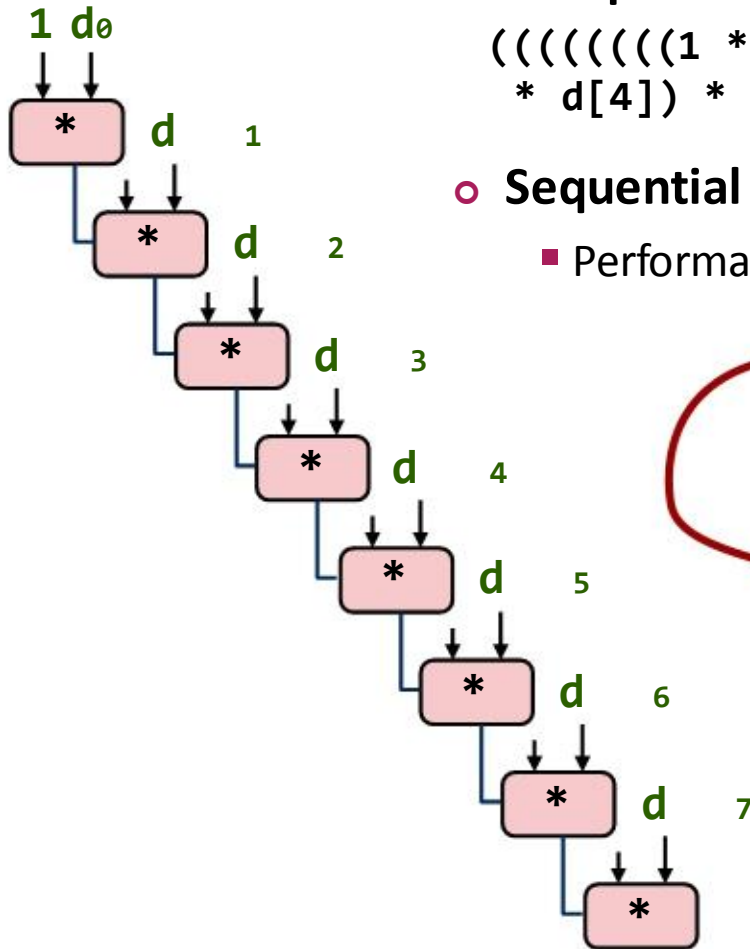 1 d0
((((((((1 *
* d[4]) *
*
d 1
Sequential
*
d 2
Performa
*
d 3
*
d 4
*
d 5
*
d 6
*
d 7
*